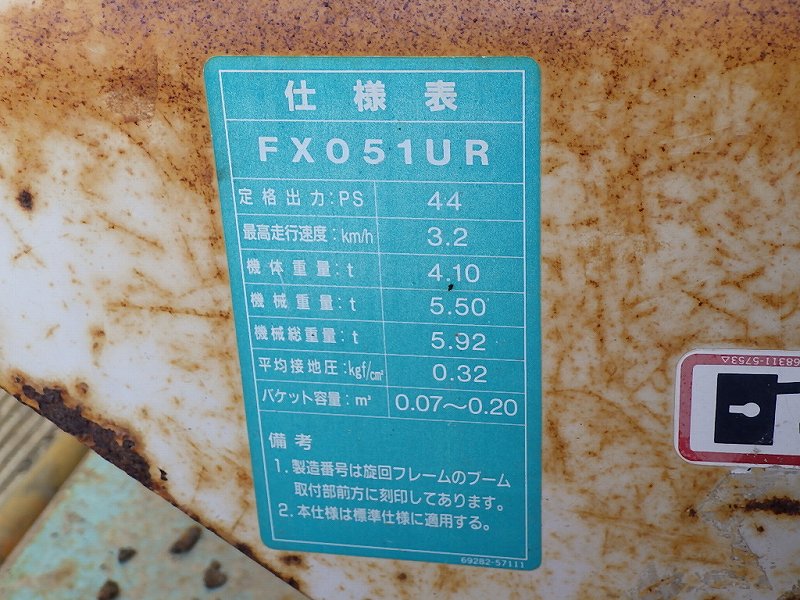 仕様表
FX051UR
定格出力:PS 44
最高走行速度:km/h 3.2
機体重量:t 4.10
機械重量:t 5.50
機械総重量:t 5.92
平均接地圧:kgf/cm² 0.32
バケット容量:m³ 0.07〜0.20
備考
1.製造番号は旋回フレームのブーム
取付部前方に刻印してあります。
2.本仕様は標準仕様に適用する。
69282-57111
68311-5753△